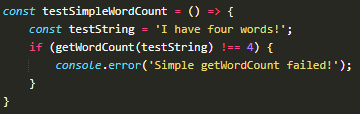 const testSimpleWordCount = () => {
    const testString = 'I have four words!';
    if (getWordCount(testString) !== 4) {
        console.error('Simple getWordCount failed!');
    }
}